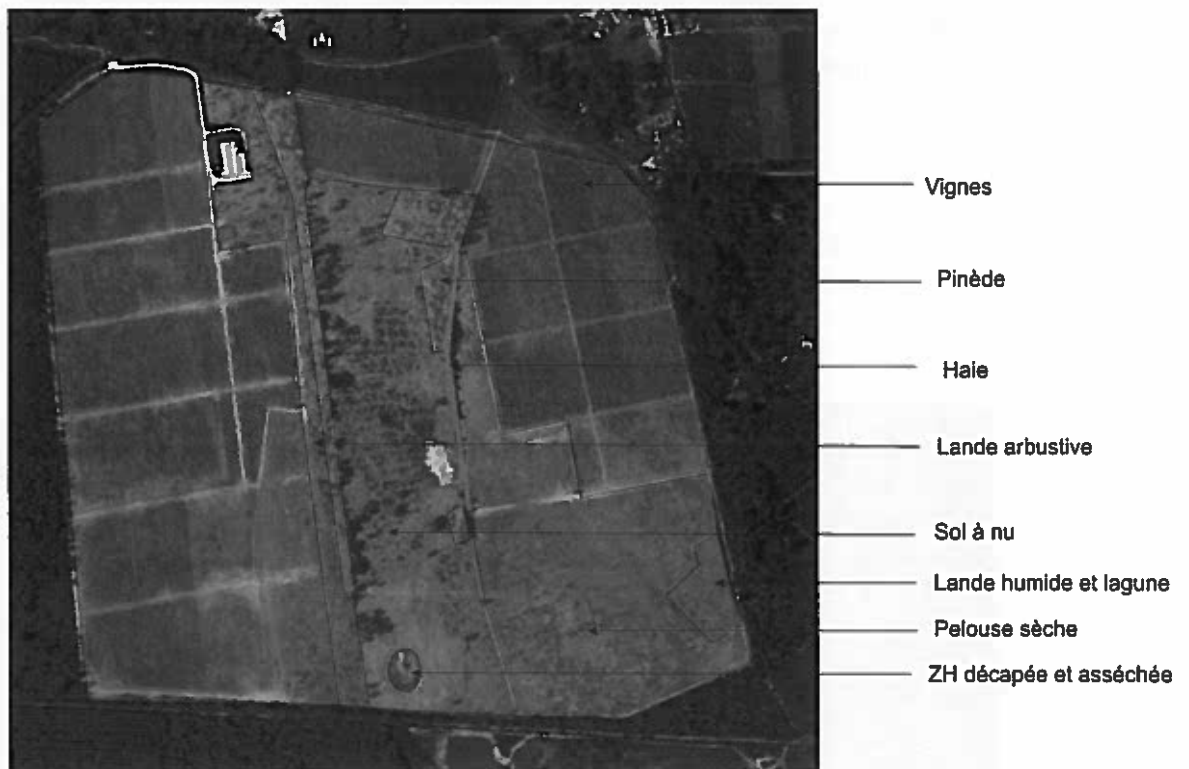 Vignes
Pinède
Haie
Lande arbustive
Sol à nu
Lande humide et lagune
Pelouse sèche
ZH décapée et asséchée